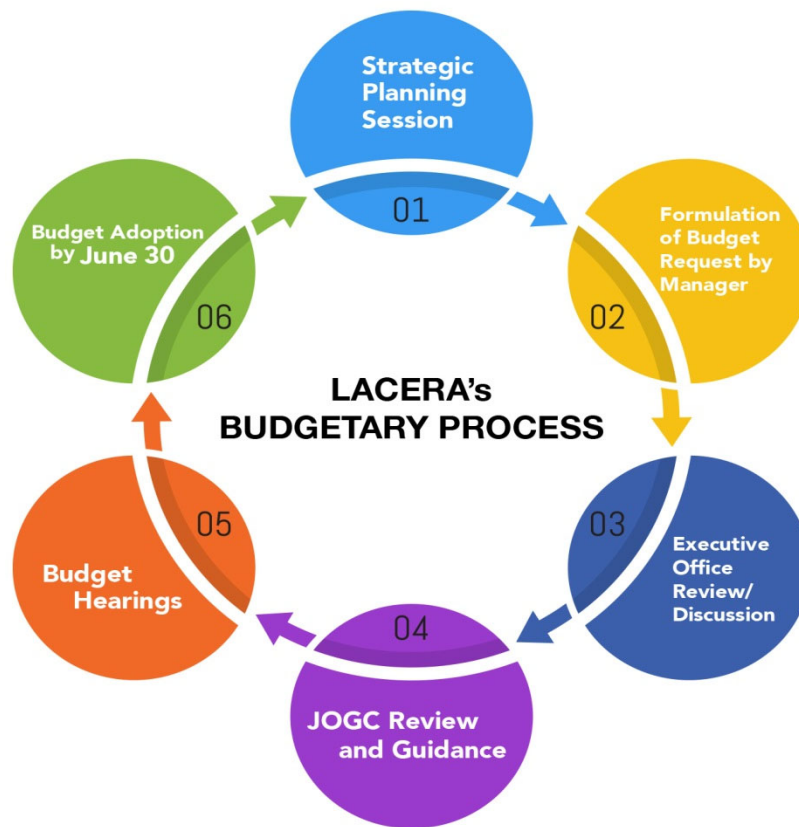 Strategic
Planning
Session
01
Formulation
of Budget
Request by
Manager
02
Executive
Office
Review/
Discussion
03
JOGC Review
and Guidance
04
Budget
Hearings
05
Budget Adoption
by June 30
06
LACERA's
BUDGETARY PROCESS